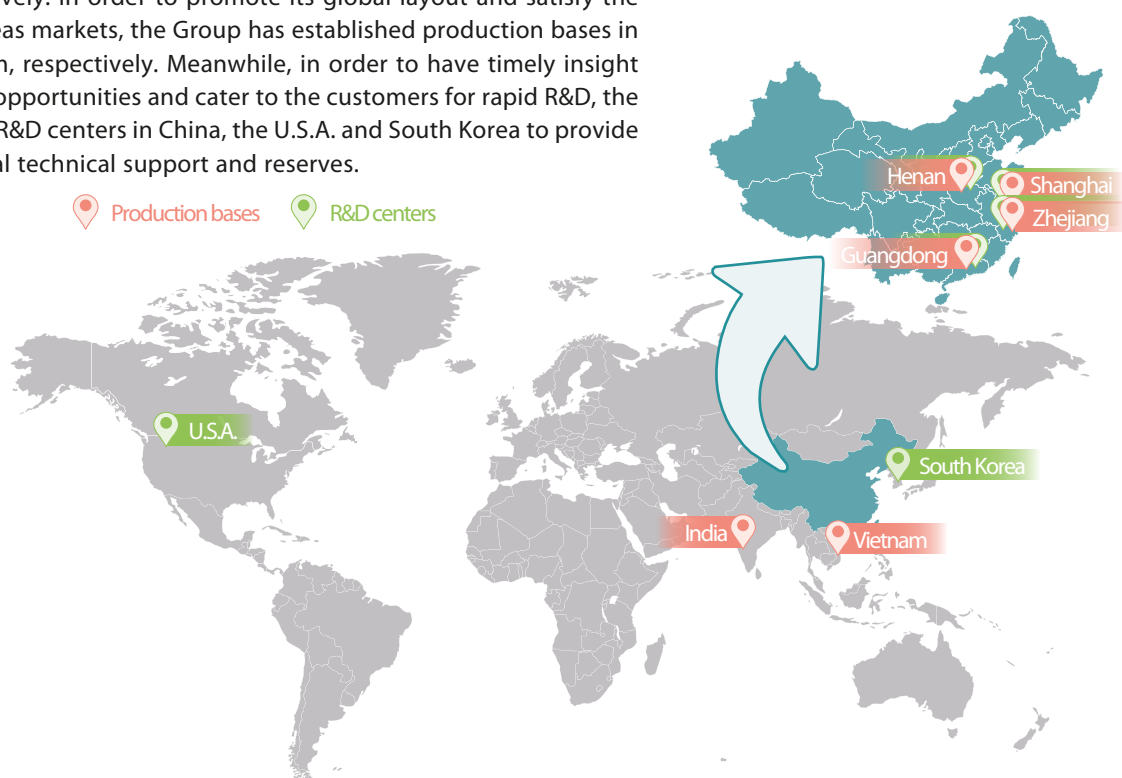 In order to promote its global layout and satisfy the
markets, the Group has established production bases in
respectively. Meanwhile, in order to have timely insight
opportunities and cater to the customers for rapid R&D, the
R&D centers in China, the U.S.A. and South Korea to provide
technical support and reserves.
Production bases R&D centers
Henan
Shanghai
Zhejiang
Guangdong
U.S.A.
South Korea
India
Vietnam